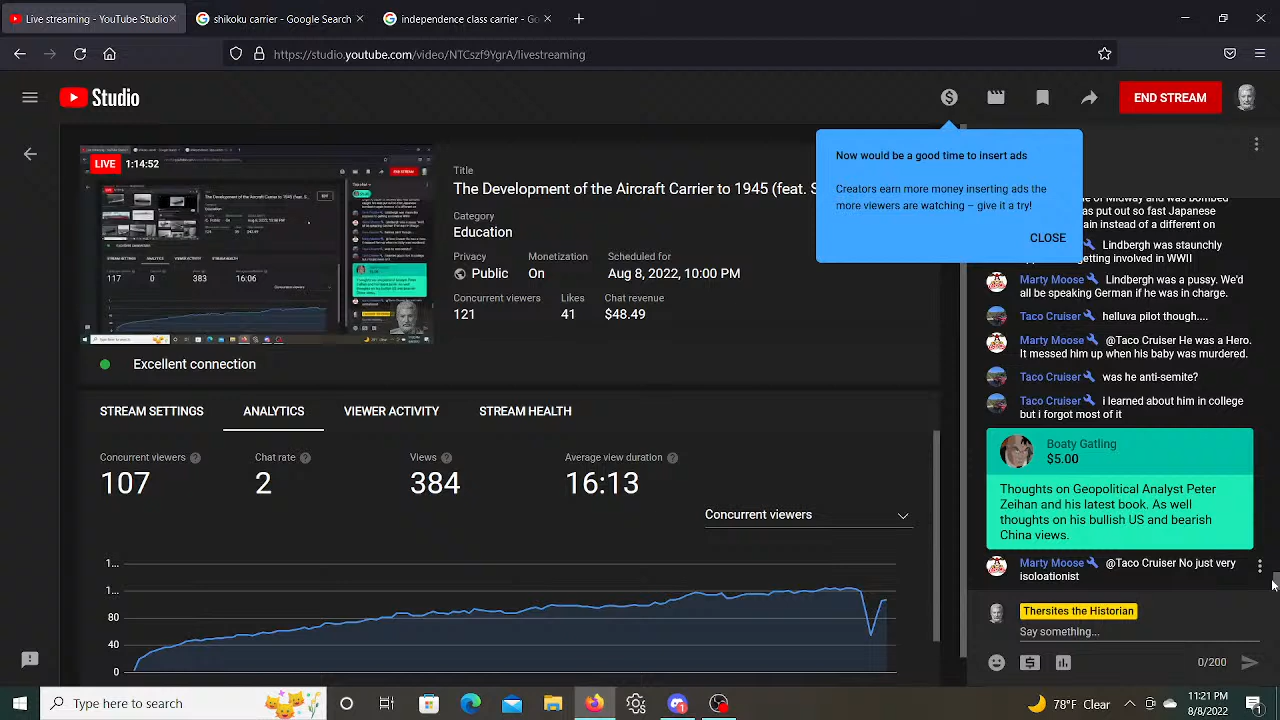 Live streaming - YouTube Studio
shikoku carrier - Google Search
independence class carrier - Go
https://studio.youtube.com/video/NTCszf9YgrA/livestreaming
Studio
END STREAM
LIVE 1:14:52
Title
The Development of the Aircraft Carrier to 1945 (feat. S
Category
Education
Privacy
Public
Aug 8, 2022, 10:00 PM
Concurrent viewers Likes
121 41 $48.49
Excellent connection
Now would be a good time to insert ads
Creators earn more money inserting ads the
more viewers are watching – give it a try!
CLOSE
STREAM SETTINGS ANALYTICS VIEWER ACTIVITY STREAM HEALTH
Concurrent viewers Chat rate Views Average view duration
107 2 384 16:13
Concurrent viewers
1...
1...
80
40
0
out so fast Japanese
Lindbergh was staunchly
getting involved in WWII
Marty Moose Lindbergh was a pussy. We'd
all be speaking German if he was in charge.
Taco Cruiser helluva pilot though....
Marty Moose @Taco Cruiser He was a Hero.
It messed him up when his baby was murdered.
Taco Cruiser was he anti-semite?
Taco Cruiser i learned about him in college
but i forgot most of it
Boaty Gatling
$5.00
Thoughts on Geopolitical Analyst Peter
Zeihan and his latest book. As well
thoughts on his bullish US and bearish
China views.
Marty Moose @Taco Cruiser No just very
isoloationist
Thersites the Historian
Say something...
0/200
Type here to search
78°F Clear
11:21 PM
8/8/2022